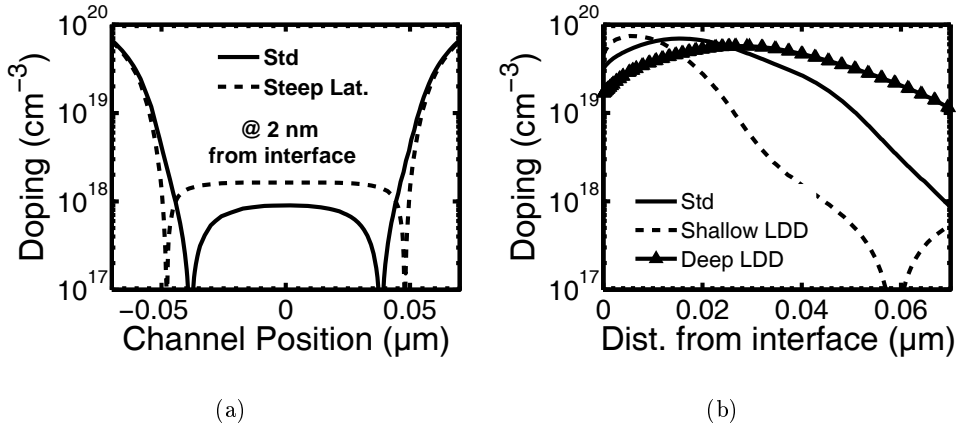 10^20
10^19
10^18
10^17
Doping (cm^−3)
Std
Steep Lat.
@ 2 nm
from interface
−0.05 0 0.05
Channel Position (μm)
(a)
10^20
10^19
10^18
10^17
Doping (cm^−3)
Std
Shallow LDD
Deep LDD
0 0.02 0.04 0.06
Dist. from interface (μm)
(b)